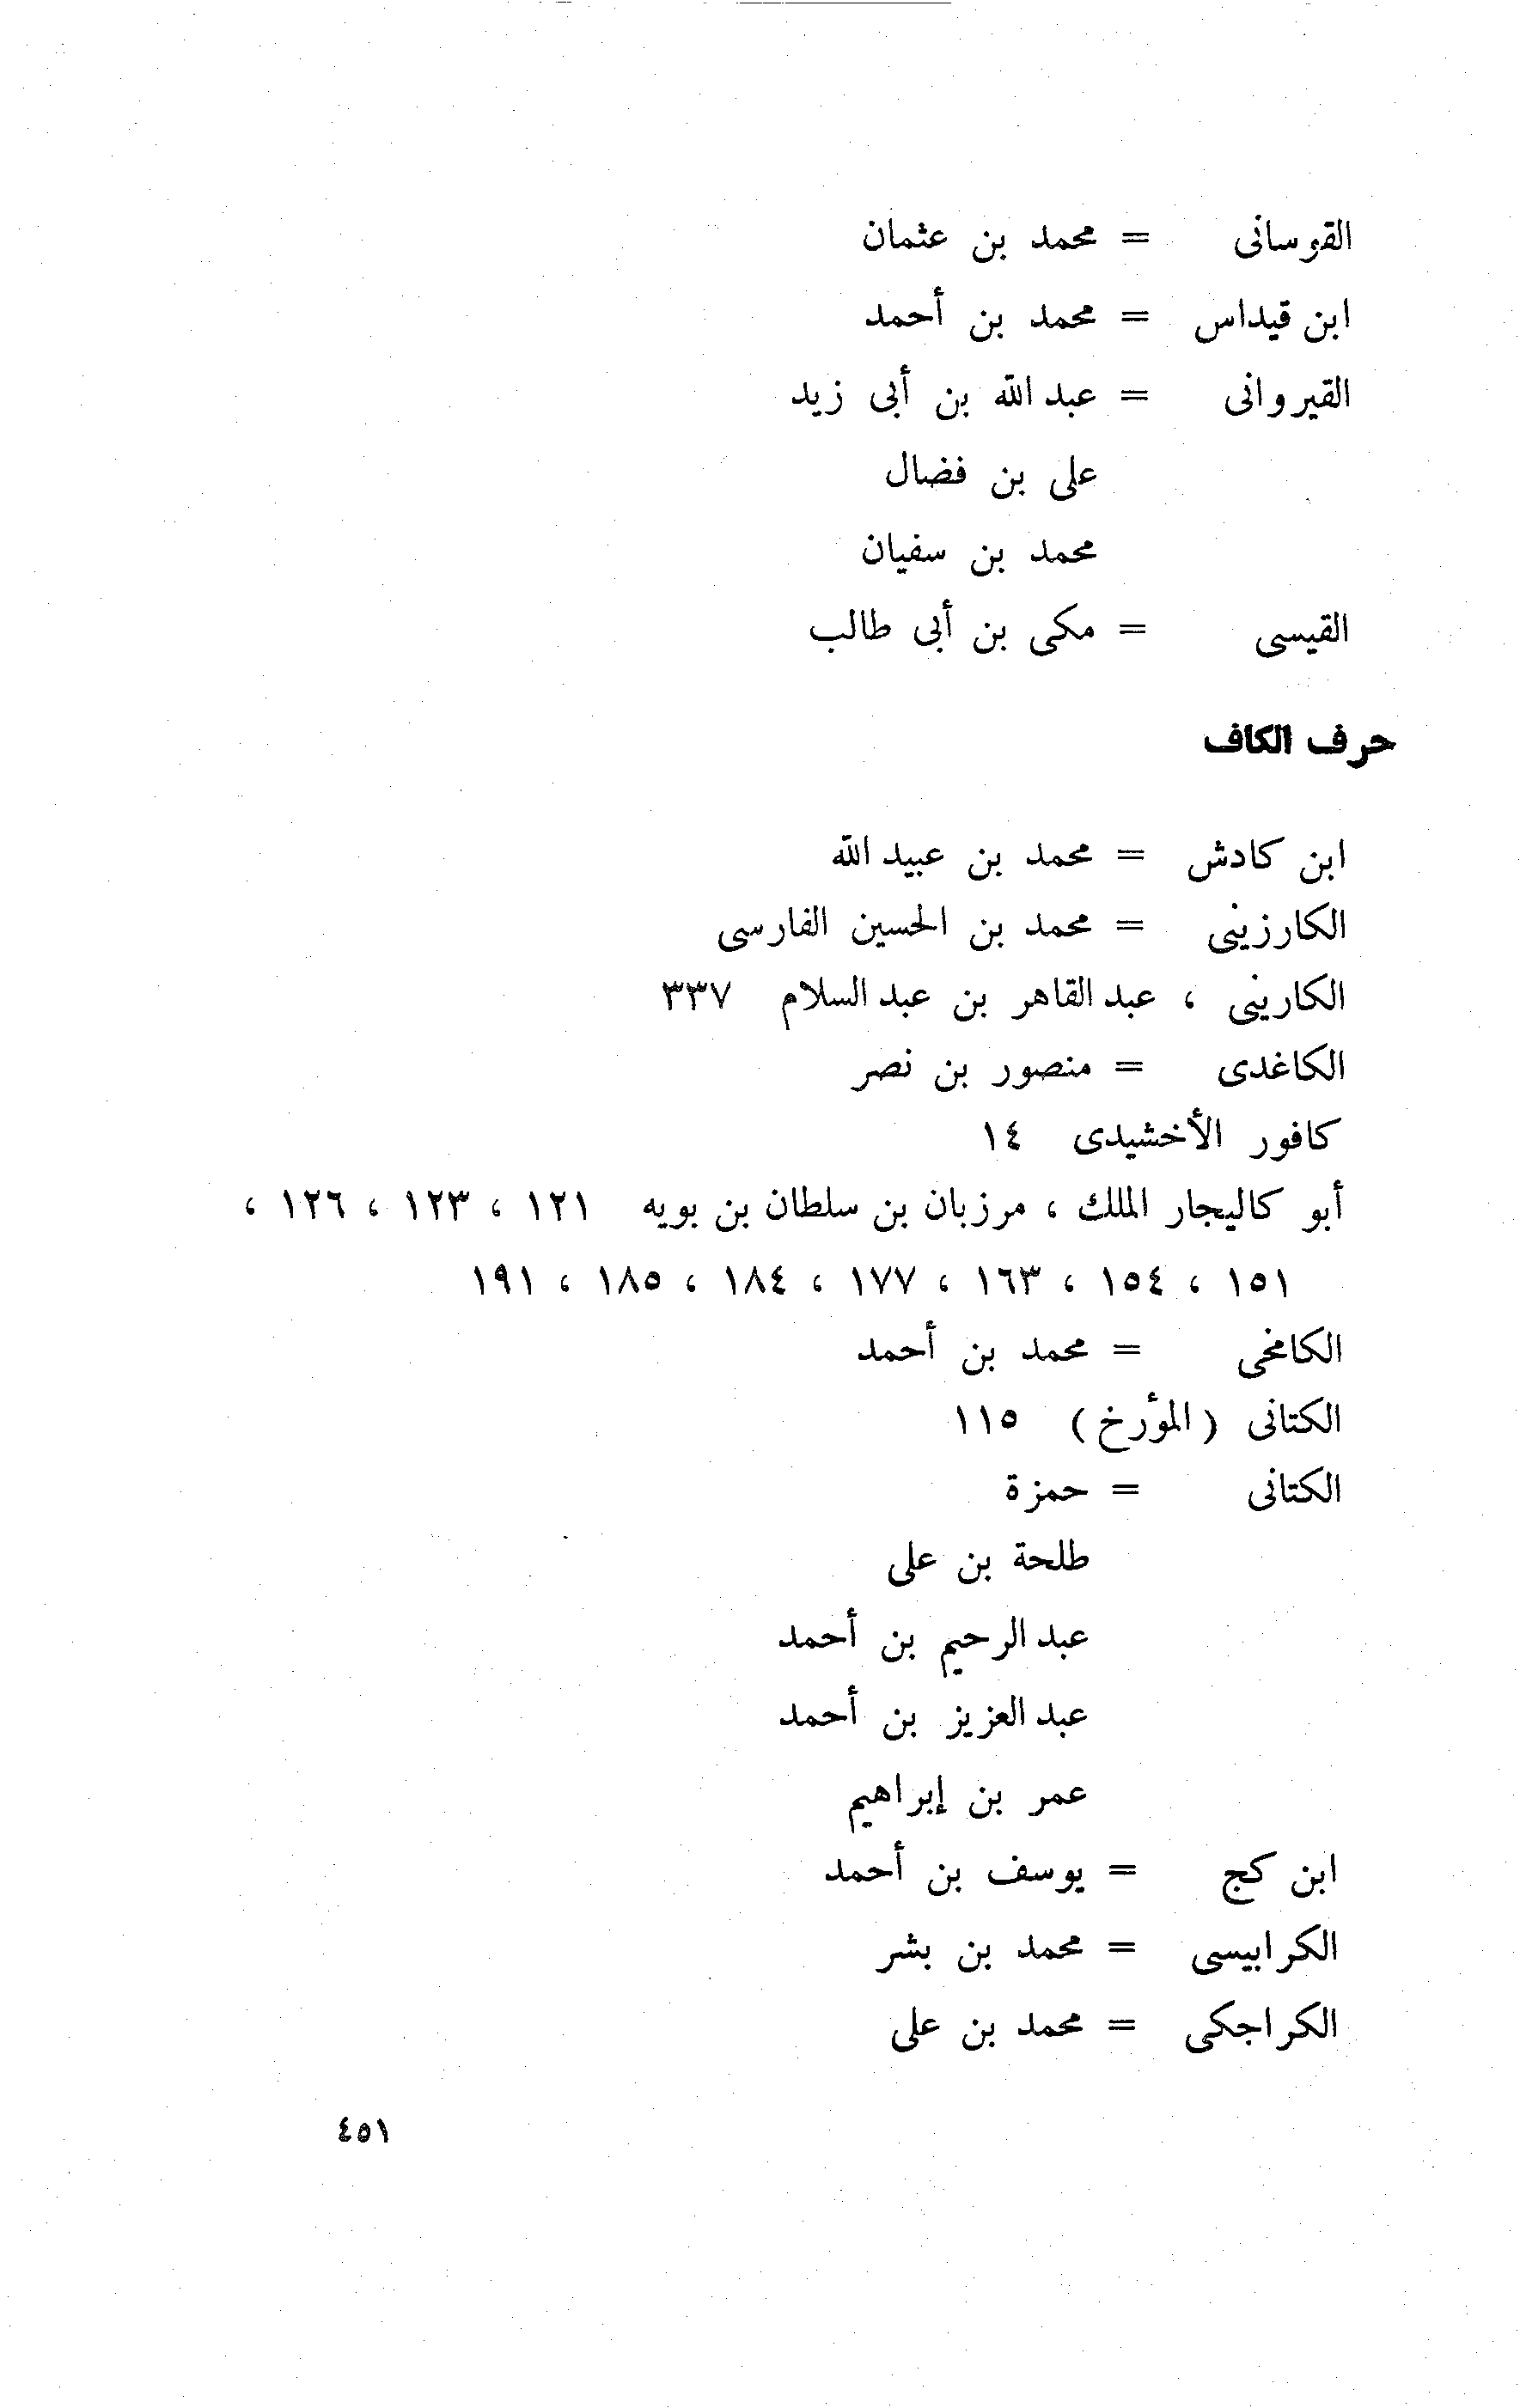 القوسانى = محمد بن عثمان
ابن قيداس = محمد بن أحمد
القيروانى = عبد الله بن أبى زيد
على بن فضال
محمد بن سفيان
القيسى = مكى بن أبى طالب
حرف الكاف
ابن كادش = محمد بن عبيد الله
الكارزينى = محمد بن الحسين الفارسى
الكارينى ، عبد القاهر بن عبد السلام ٣٣٧
الكاغدى = منصور بن نصر
كافور الأخشيدى ١٤
أبو كاليجار الملك ، مرزبان بن سلطان بن بويه ١٢١ ، ١٢٣ ، ١٢٦ ،
١٥١ ، ١٥٤ ، ١٦٣ ، ١٧٧ ، ١٨٤ ، ١٨٥ ، ١٩١
الكامخى = محمد بن أحمد
الكتانى ( المؤرخ ) ١١٥
الكتانى = حمزة
طلحة بن على
عبد الرحيم بن أحمد
عبد العزيز بن أحمد
عمر بن إبراهيم
ابن كج = يوسف بن أحمد
الكرابيسى = محمد بن بشر
الكراجكى = محمد بن على
٤٥١